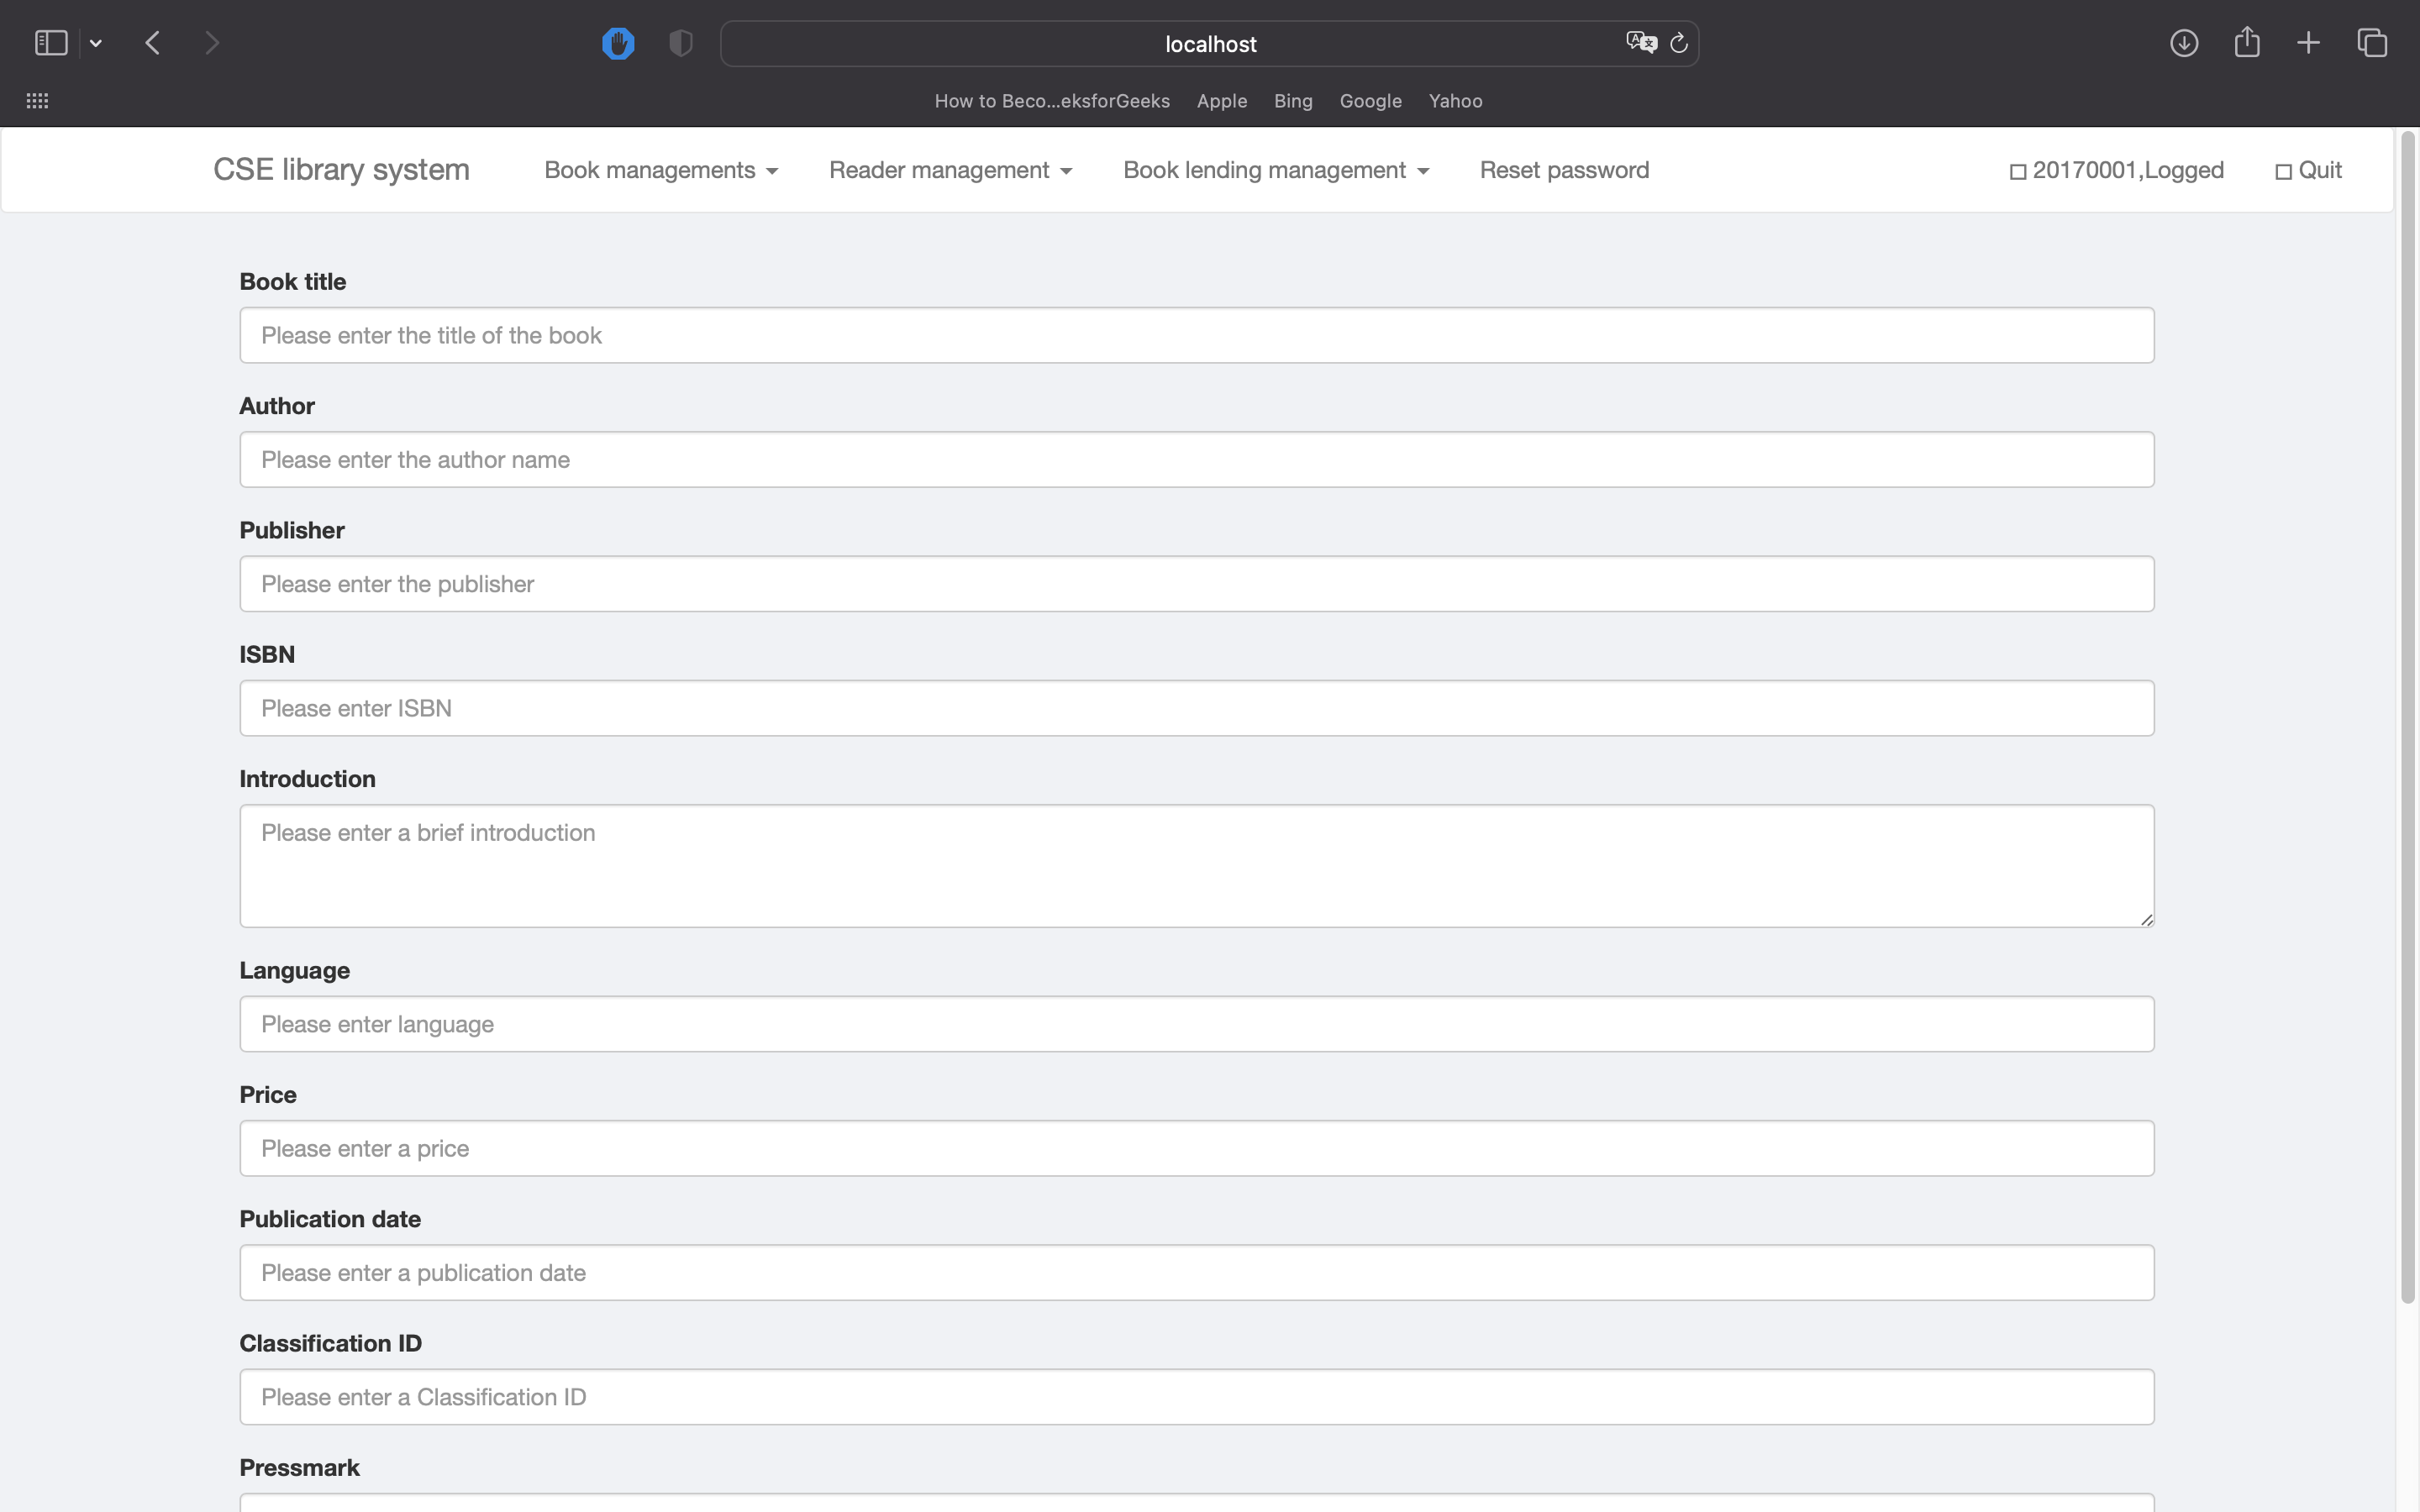 localhost
How to Beco...eksforGeeks Apple Bing Google Yahoo
CSE library system Book managements Reader management Book lending management Reset password 20170001,Logged Quit
Book title
Please enter the title of the book
Author
Please enter the author name
Publisher
Please enter the publisher
ISBN
Please enter ISBN
Introduction
Please enter a brief introduction
Language
Please enter language
Price
Please enter a price
Publication date
Please enter a publication date
Classification ID
Please enter a Classification ID
Pressmark